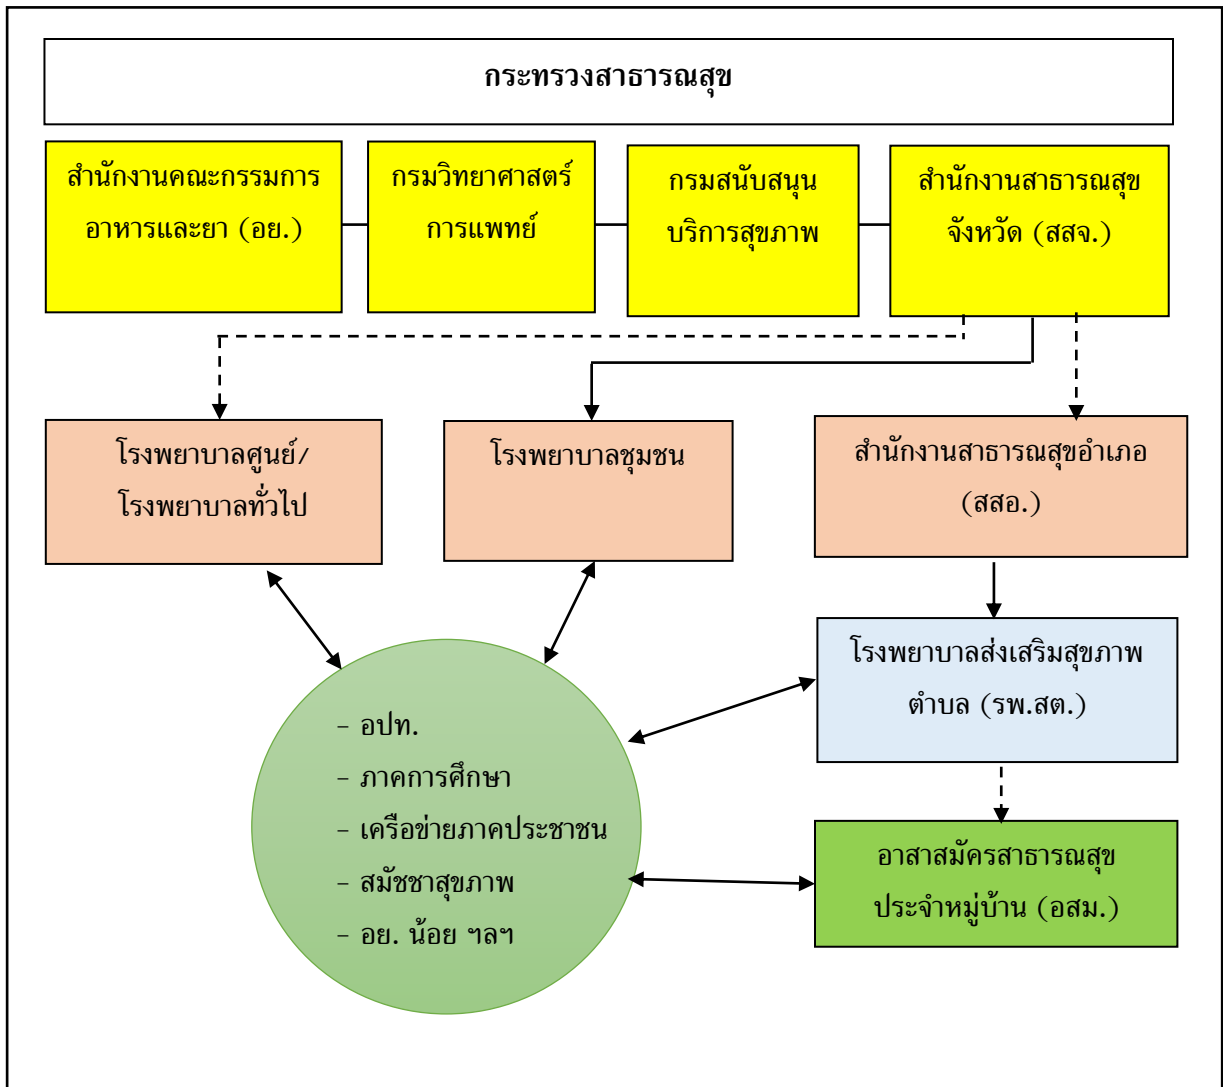 กระทรวงสาธารณสุข
สำนักงานคณะกรรมการ
อาหารและยา (อย.)
กรมวิทยาศาสตร์
การแพทย์
กรมสนับสนุน
บริการสุขภาพ
สำนักงานสาธารณสุข
จังหวัด (สสจ.)
โรงพยาบาลศูนย์/
โรงพยาบาลทั่วไป
โรงพยาบาลชุมชน
สำนักงานสาธารณสุขอำเภอ
(สสอ.)
โรงพยาบาลส่งเสริมสุขภาพ
ตำบล (รพ.สต.)
- อปท.
- ภาคการศึกษา
- เครือข่ายภาคประชาชน
- สมัชชาสุขภาพ
- อย. น้อย ฯลฯ
อาสาสมัครสาธารณสุข
ประจำหมู่บ้าน (อสม.)